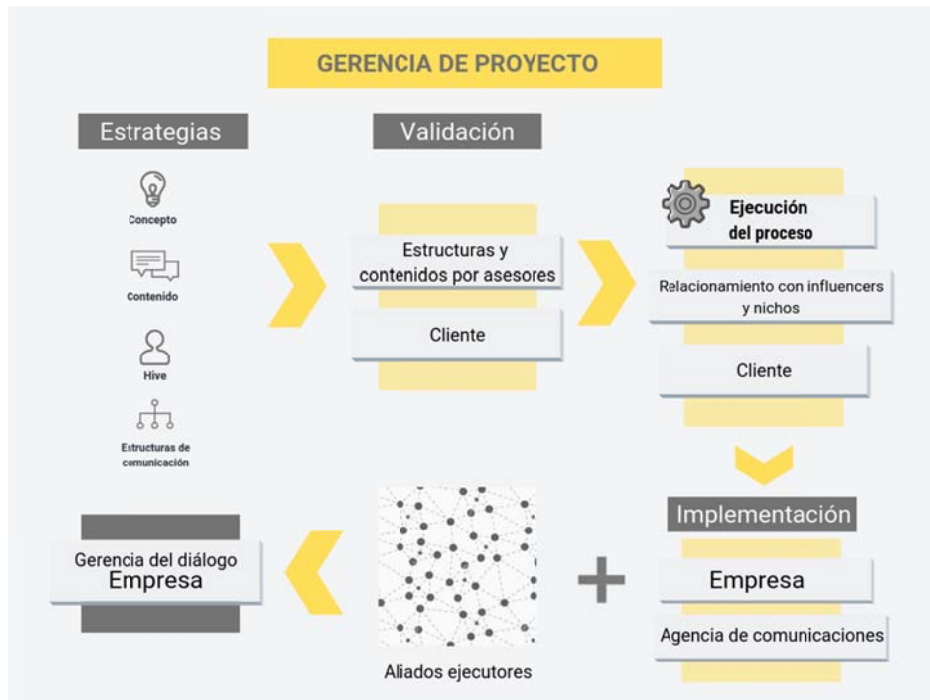 GERENCIA DE PROYECTO
Estrategias
Concepto
Contenido
Hive
Estructuras de
comunicación
Validación
Estructuras y
contenidos por asesores
Cliente
Ejecución
del proceso
Relacionamiento con influencers
y nichos
Cliente
Implementación
Empresa
Agencia de comunicaciones
Aliados ejecutores
Gerencia del diálogo
Empresa